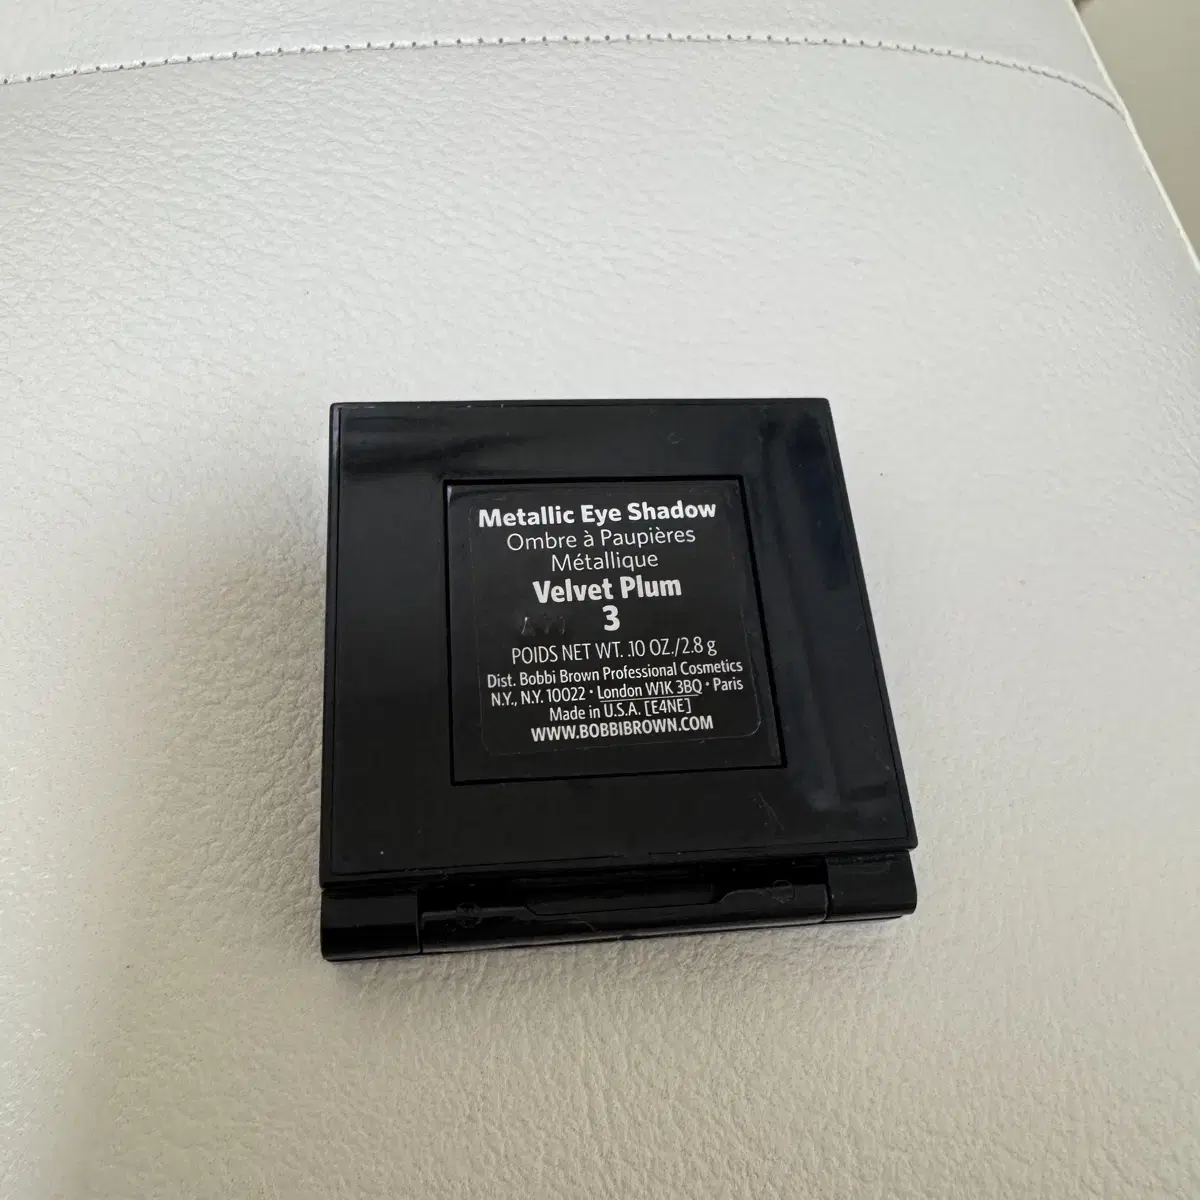 Metallic Eye Shadow
Ombre à Paupières
Métallique
Velvet Plum
3
POIDS NET WT. .10 OZ./2.8 g
Dist. Bobbi Brown Professional Cosmetics
N.Y., N.Y. 10022 • London W1K 3BQ • Paris
Made in U.S.A. [E4NE]
WWW.BOBBIBROWN.COM